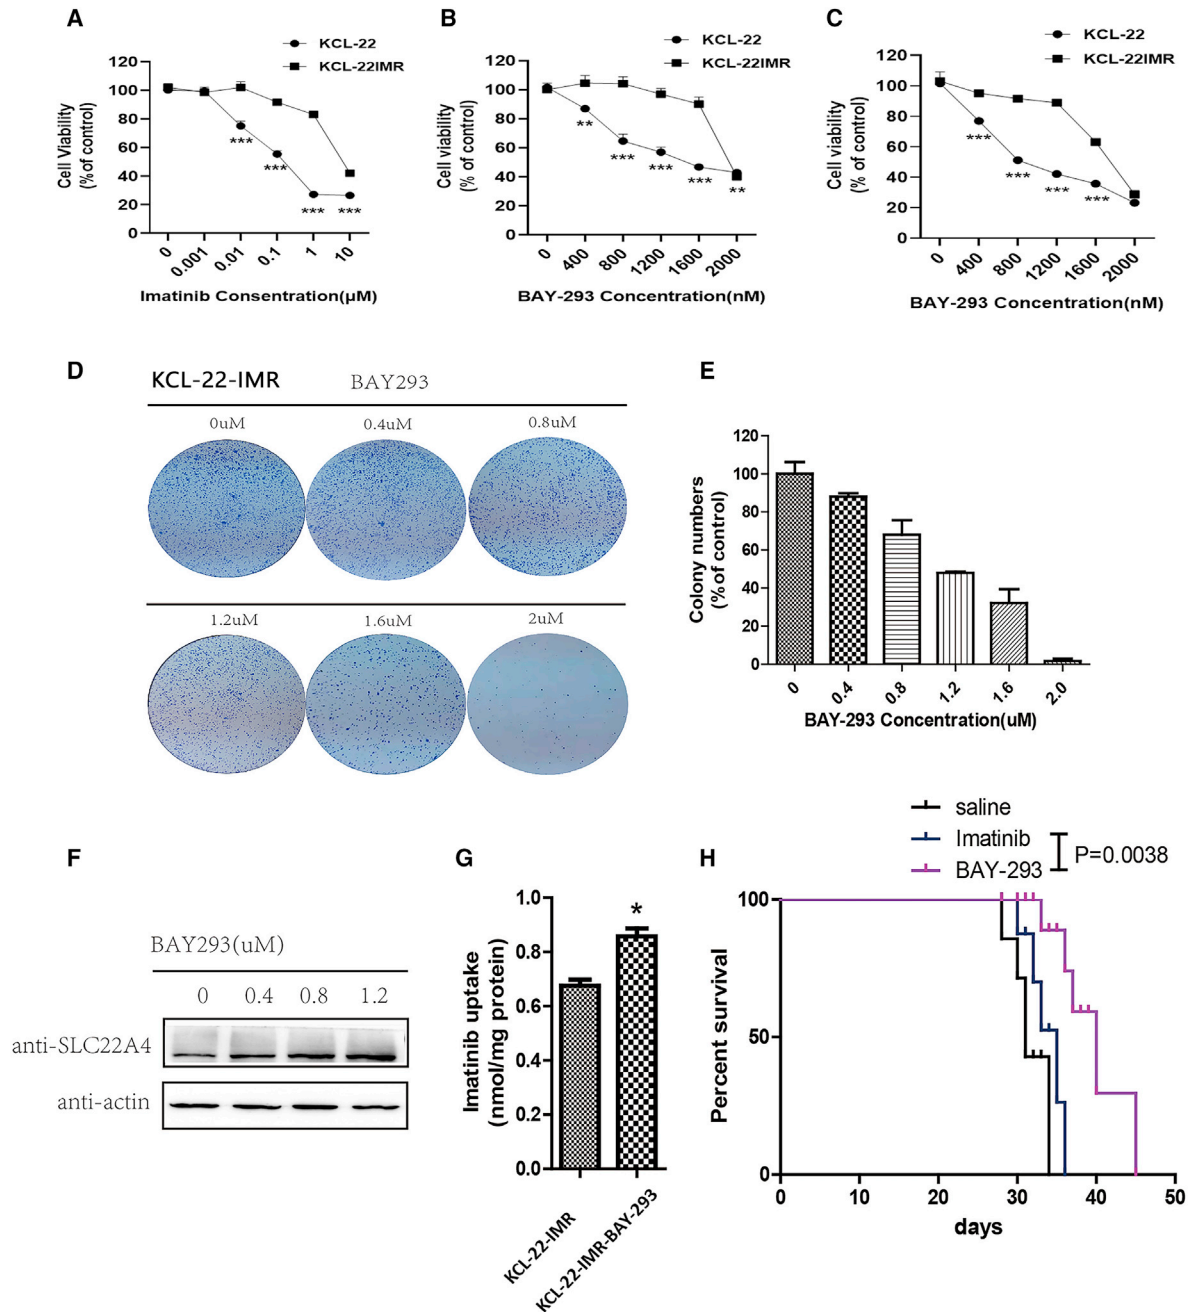 A
KCL-22
KCL-22IMR
Cell Viability
(% of control)
120
100
80
60
40
20
0
***
***
***
***
0
0.001
0.01
0.1
1
10
Imatinib Consentration(μM)
B
KCL-22
KCL-22IMR
Cell viability
(% of control)
120
100
80
60
40
20
0
**
***
***
***
**
0
400
800
1200
1600
2000
BAY-293 Concentration(nM)
C
KCL-22
KCL-22IMR
Cell viability
(% of control)
120
100
80
60
40
20
0
***
***
***
***
0
400
800
1200
1600
2000
BAY-293 Concentration(nM)
D
KCL-22-IMR BAY293
0uM 0.4uM 0.8uM
1.2uM 1.6uM 2uM
E
Colony numbers
(% of control)
120
100
80
60
40
20
0
0
0.4
0.8
1.2
1.6
2.0
BAY-293 Concentration(uM)
F
BAY293(uM)
0 0.4 0.8 1.2
anti-SLC22A4
anti-actin
G
Imatinib uptake
(nmol/mg protein)
1.0
0.8
0.6
0.4
0.2
0.0
*
KCL-22-IMR
KCL-22-IMR-BAY-293
H
saline
Imatinib
BAY-293
P=0.0038
Percent survival
100
50
0
0 10 20 30 40 50
days